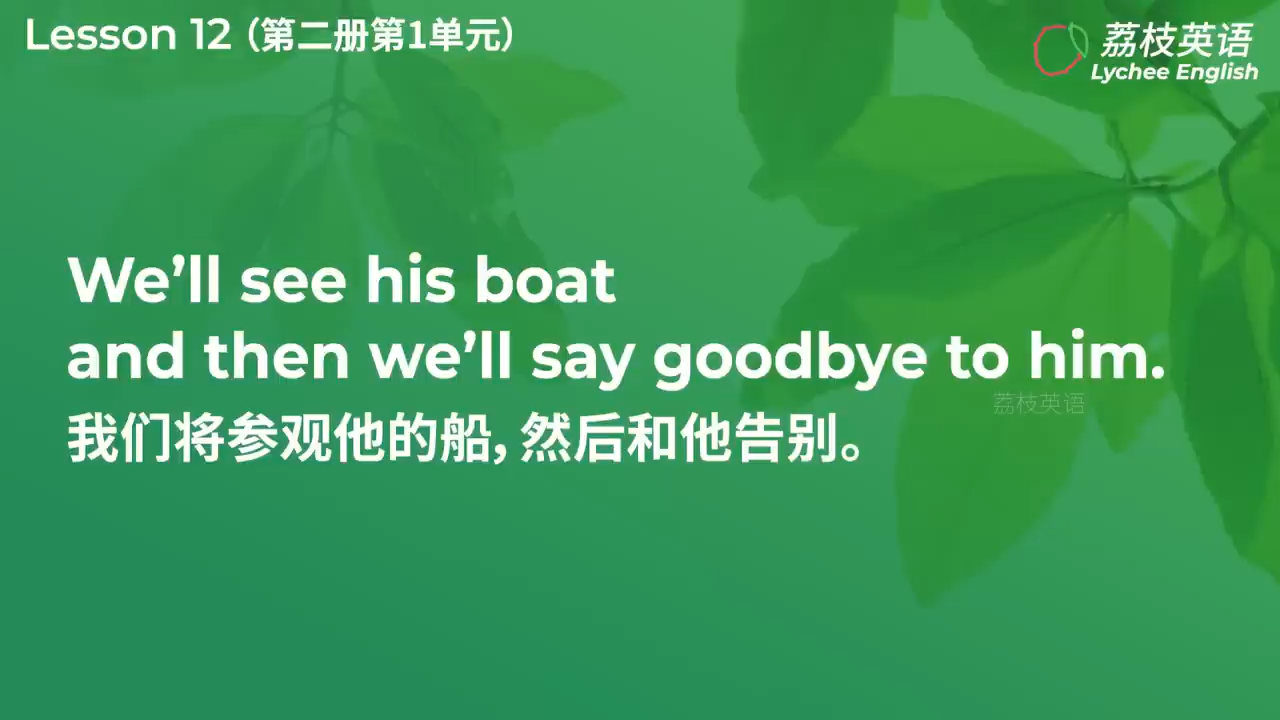 Lesson 12（第二册第1单元）
荔枝英语
Lychee English
We’ll see his boat
and then we’ll say goodbye to him.
荔枝英语
我们将参观他的船, 然后和他告别。